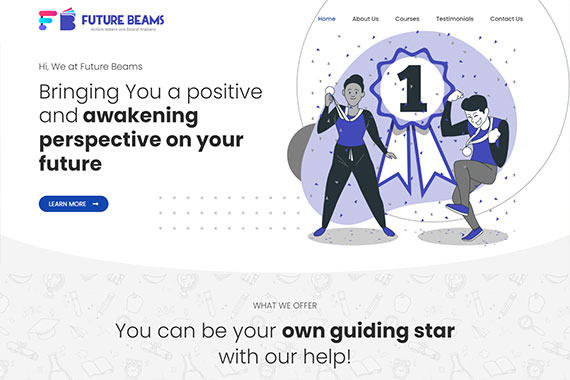 FUTURE BEAMS
Home About Us Courses Testimonials Contact Us
Hi, We at Future Beams
Bringing You a positive
and awakening
perspective on your
future
LEARN MORE
1
WHAT WE OFFER
You can be your own guiding star
with our help!